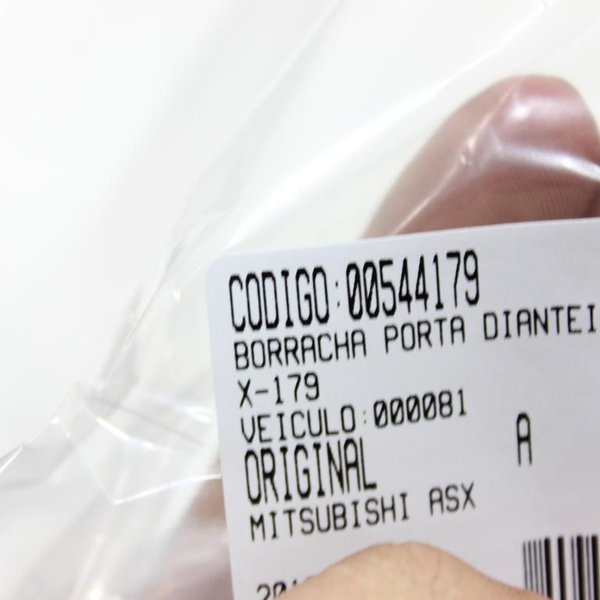 CODIGO:00544179
BORRACHA PORTA DIANTEI
X-179
VEICULO:000081
ORIGINAL A
MITSUBISHI ASX